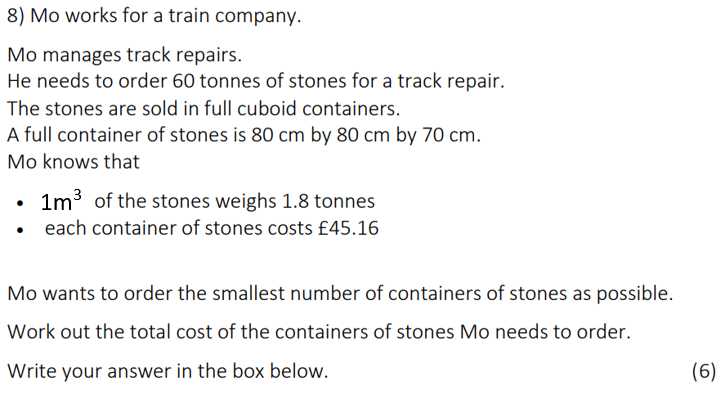 8) Mo works for a train company.
Mo manages track repairs.
He needs to order 60 tonnes of stones for a track repair.
The stones are sold in full cuboid containers.
A full container of stones is 80 cm by 80 cm by 70 cm.
Mo knows that
• 1m³ of the stones weighs 1.8 tonnes
• each container of stones costs £45.16
Mo wants to order the smallest number of containers of stones as possible.
Work out the total cost of the containers of stones Mo needs to order.
Write your answer in the box below. (6)